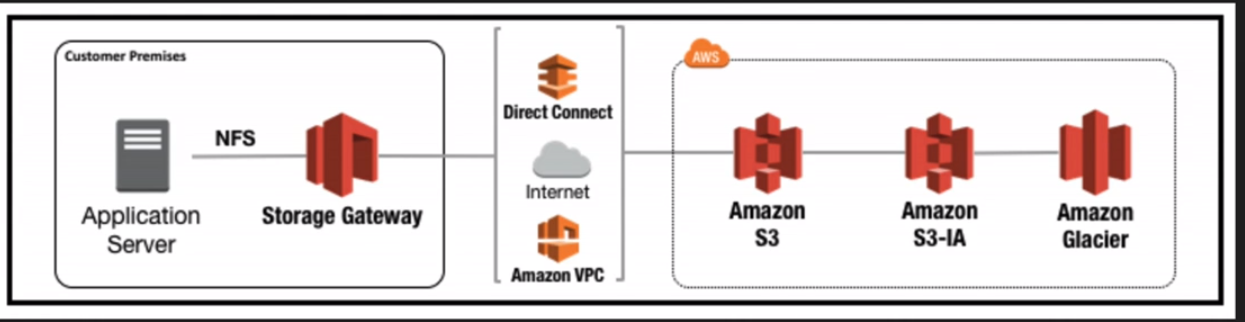 Customer Premises
NFS
Application
Server
Storage Gateway
Direct Connect
Internet
Amazon VPC
AWS
Amazon
S3
Amazon
S3-IA
Amazon
Glacier